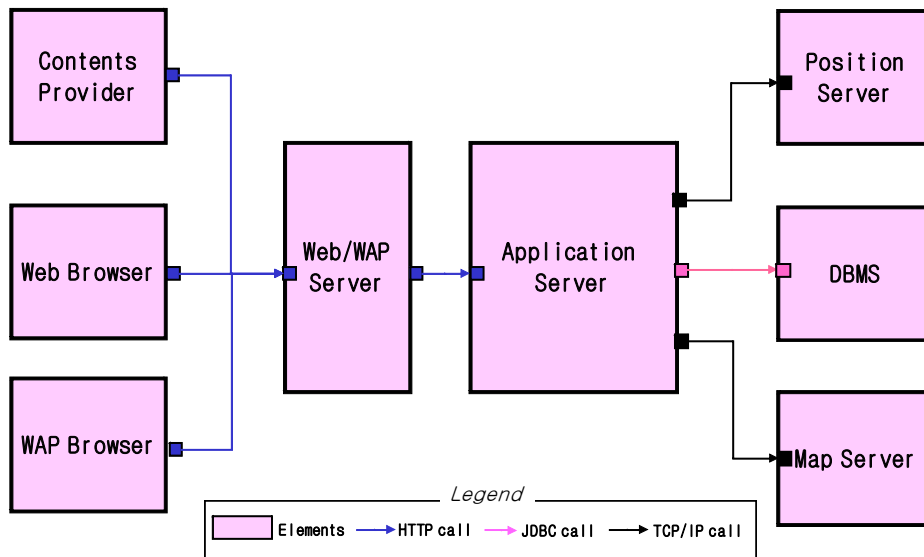 Contents
Provider
Position
Server
Web Browser
Web/WAP
Server
Application
Server
DBMS
WAP Browser
Map Server
Legend
Elements
HTTP call
JDBC call
TCP/IP call